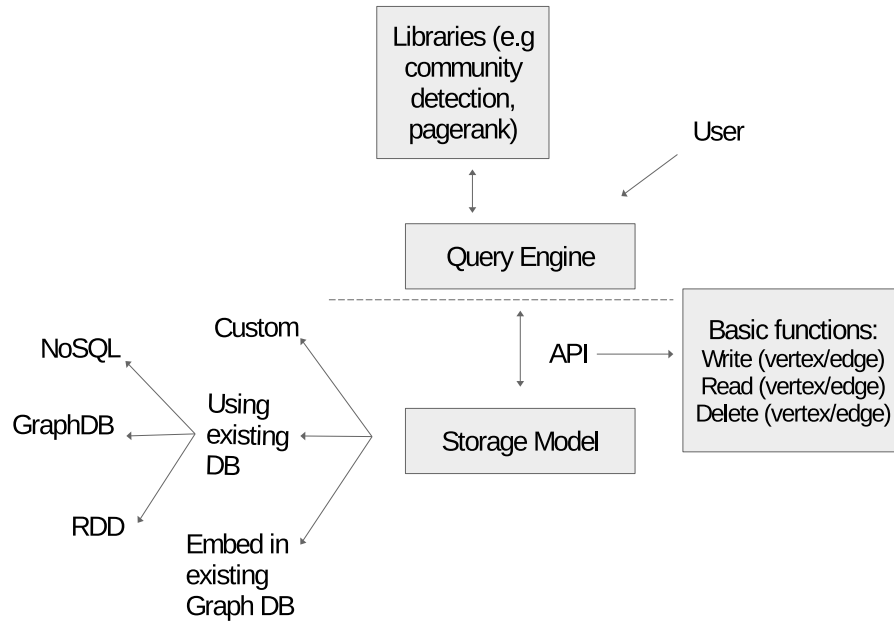 Libraries (e.g
community
detection,
pagerank)
User
Query Engine
Custom
API
Basic functions:
Write (vertex/edge)
Read (vertex/edge)
Delete (vertex/edge)
NoSQL
GraphDB
RDD
Using
existing
DB
Storage Model
Embed in
existing
Graph DB